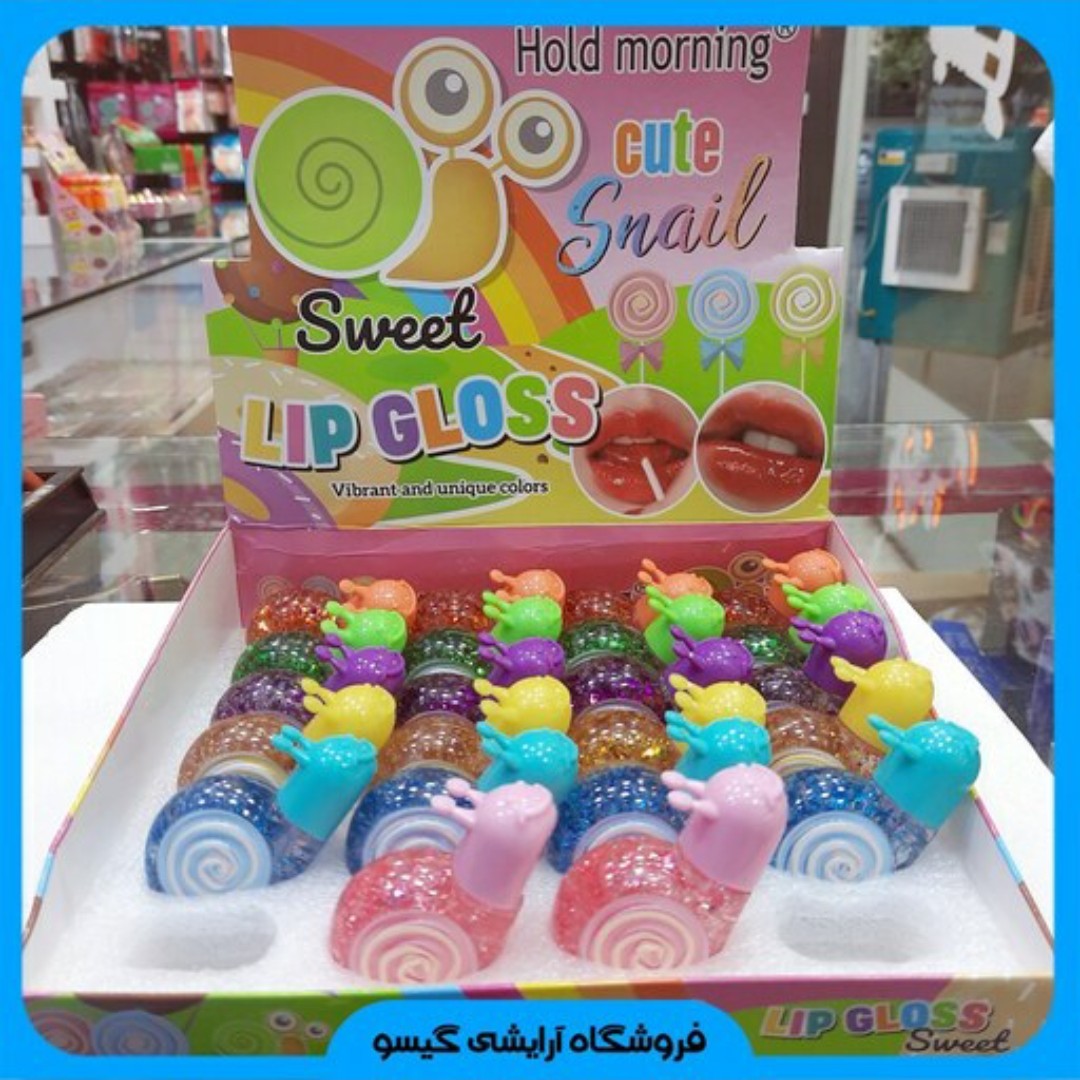 Hold morning®
cute
Snail
Sweet
LIP GLOSS
Vibrant and unique colors
LIP GLOSS
Sweet
فروشگاه آرایشی گیسو